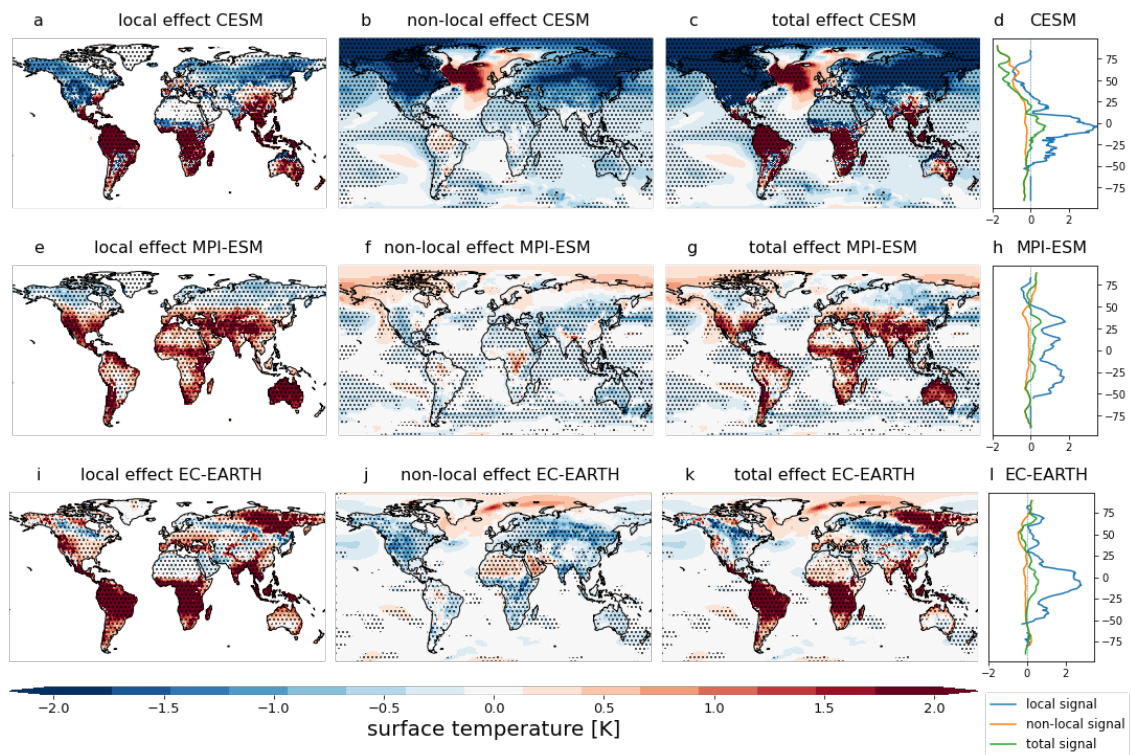 a local effect CESM b non-local effect CESM c total effect CESM d CESM
75
50
25
0
−25
−50
−75
−2 0 2
e local effect MPI-ESM f non-local effect MPI-ESM g total effect MPI-ESM h MPI-ESM
75
50
25
0
−25
−50
−75
−2 0 2
i local effect EC-EARTH j non-local effect EC-EARTH k total effect EC-EARTH l EC-EARTH
75
50
25
0
−25
−50
−75
−2 0 2
−2.0 −1.5 −1.0 −0.5 0.0 0.5 1.0 1.5 2.0
surface temperature [K]
local signal
non-local signal
total signal